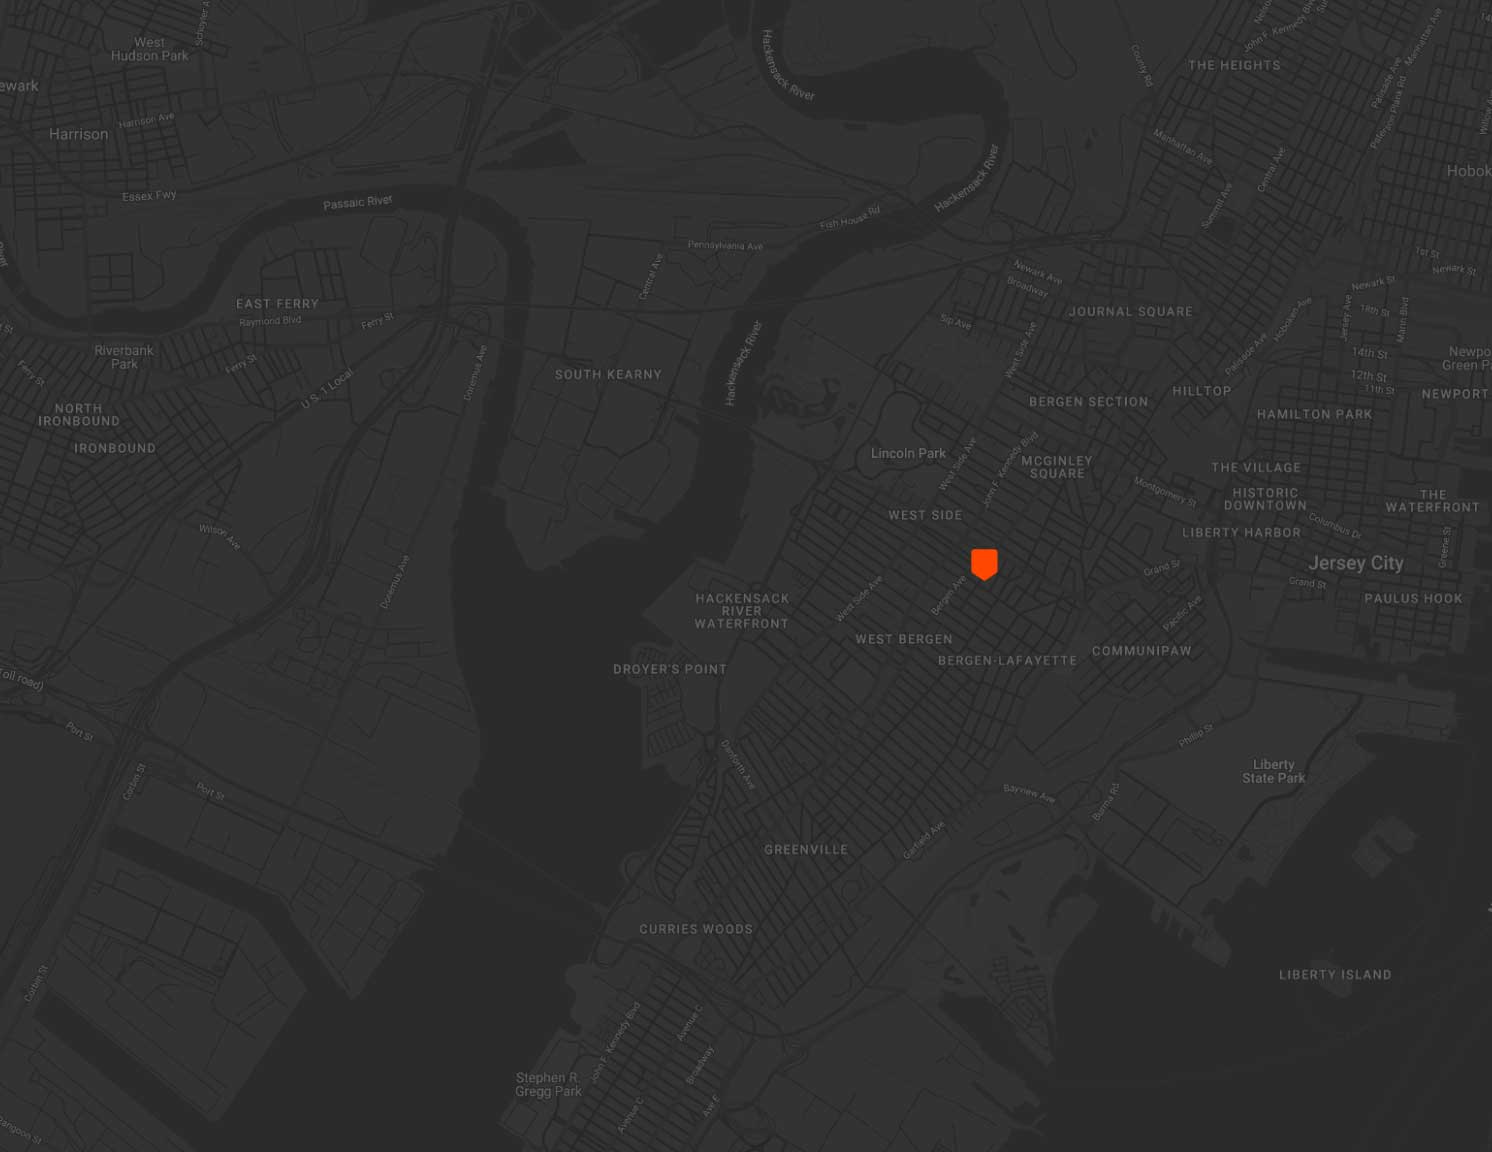 West
Hudson Park
ewark
Harrison
Harrison Ave
Schuyler A
Essex Fwy
Passaic River
Hackensack River
County Rd
THE HEIGHTS
John F. Kennedy Blvd
Manhattan Ave
Palisade Ave
Paterson Plank Rd
Manhattan Ave
Central Ave
Summit Ave
Hobok
Hackensack River
Fish House Rd
Pennsylvania Ave
Central Ave
Newark Ave
Broadway
1st St
Newark St
Newark St
EAST FERRY
Raymond Blvd
Ferry St
JOURNAL SQUARE
Sip Ave
West Side Ave
Hoboken Ave
Jersey Ave
18th St
Marin Blvd
Riverbank
Park
Ferry St
Ferry St
U.S. 1 Local
Doremus Ave
SOUTH KEARNY
Hackensack River
Palisade Ave
14th St
12th St
11th St
Newpo
Green P
NEWPORT
HILLTOP
BERGEN SECTION
HAMILTON PARK
NORTH
IRONBOUND
IRONBOUND
Lincoln Park
West Side Ave
John F. Kennedy Blvd
MCGINLEY
SQUARE
THE VILLAGE
HISTORIC
DOWNTOWN
THE
WATERFRONT
Montgomery St
WEST SIDE
Columbus Dr
LIBERTY HARBOR
Greene St
Wilson Ave
Doremus Ave
Jersey City
Grand St
Grand St
PAULUS HOOK
HACKENSACK
RIVER
WATERFRONT
West Side Ave
Bergen Ave
Pacific Ave
WEST BERGEN
BERGEN-LAFAYETTE
COMMUNIPAW
DROYER'S POINT
Toll road)
Port St
Corbin St
Port St
Danforth Ave
Phillip St
Liberty
State Park
Bayview Ave
Burma Rd
Garfield Ave
GREENVILLE
CURRIES WOODS
Corbin St
LIBERTY ISLAND
John F. Kennedy Blvd
Avenue C
Broadway
Stephen R.
Gregg Park
Avenue C
Ave E